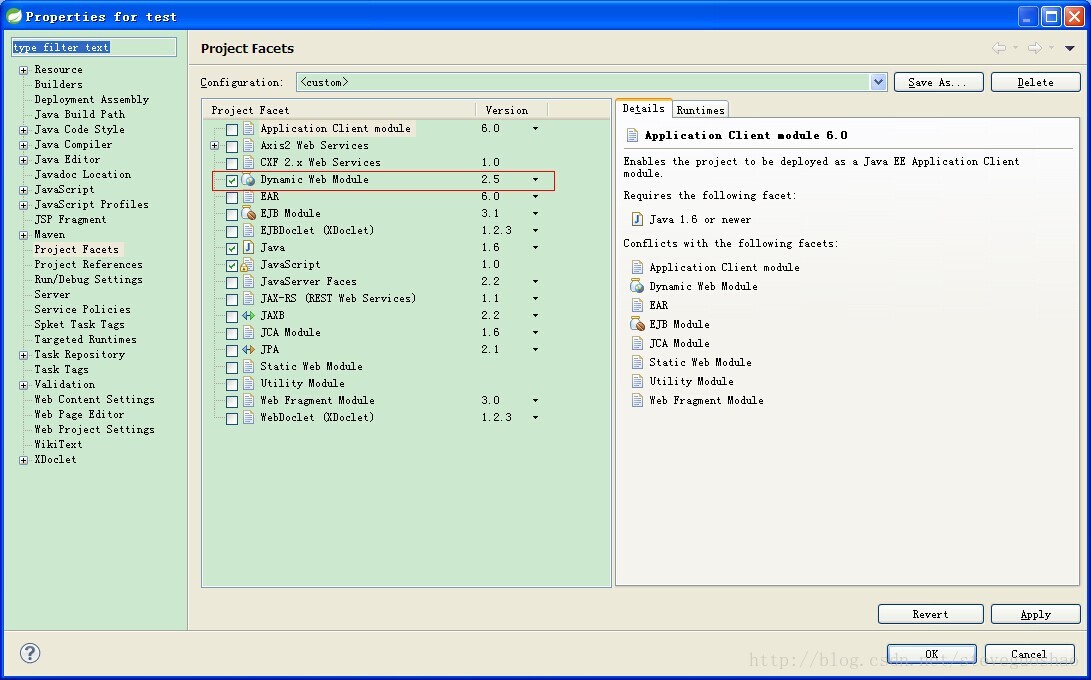 Properties for test
type filter text
Resource
Builders
Deployment Assembly
Java Build Path
Java Code Style
Java Compiler
Java Editor
Javadoc Location
JavaScript
JavaScript Profiles
JSP Fragment
Maven
Project Facets
Project References
Run/Debug Settings
Server
Service Policies
Spket Task Tags
Targeted Runtimes
Task Repository
Task Tags
Validation
Web Content Settings
Web Page Editor
Web Project Settings
WikiText
XDoclet
Project Facets
Configuration: <custom> Save As... Delete
Project Facet Version
Application Client module 6.0
Axis2 Web Services
CXF 2.x Web Services 1.0
Dynamic Web Module 2.5
EAR 6.0
EJB Module 3.1
EJBDoclet (XDoclet) 1.2.3
Java 1.6
JavaScript 1.0
JavaServer Faces 2.2
JAX-RS (REST Web Services) 1.1
JAXB 2.2
JCA Module 1.6
JPA 2.1
Static Web Module
Utility Module
Web Fragment Module 3.0
WebDoclet (XDoclet) 1.2.3
Details Runtimes
Application Client module 6.0
Enables the project to be deployed as a Java EE Application Client
module.
Requires the following facet:
Java 1.6 or newer
Conflicts with the following facets:
Application Client module
Dynamic Web Module
EAR
EJB Module
JCA Module
Static Web Module
Utility Module
Web Fragment Module
Revert Apply
OK Cancel